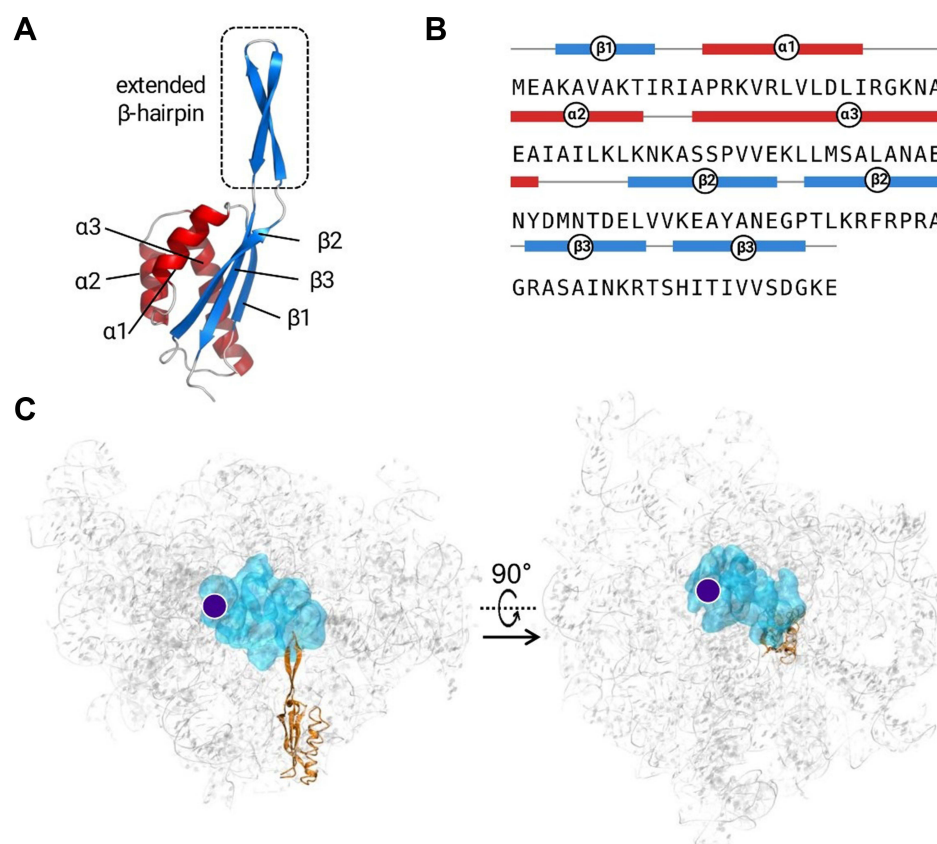 A
extended
β-hairpin
α3
α2
α1
β2
β3
β1
B
β1
α1
MEAKAVAKTIRIAPRKVRLVLDLIRGKNA
α2
α3
EAIAILKLKNKASSPVVEKLLMSALANAE
β2
β2
NYDMNTDELVVKEAYANEGPTLKRFRPRA
β3
β3
GRASAINKRTSHITIVVSDGKE
C
90°